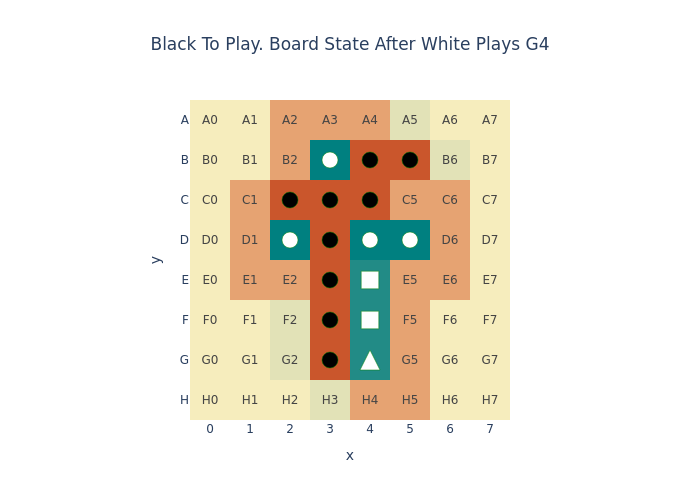 Black To Play. Board State After White Plays G4
A A0 A1 A2 A3 A4 A5 A6 A7
B B0 B1 B2 B6 B7
C C0 C1 C5 C6 C7
D D0 D1 D6 D7
y
E E0 E1 E2 E5 E6 E7
F F0 F1 F2 F5 F6 F7
G G0 G1 G2 G5 G6 G7
H H0 H1 H2 H3 H4 H5 H6 H7
0 1 2 3 4 5 6 7
x